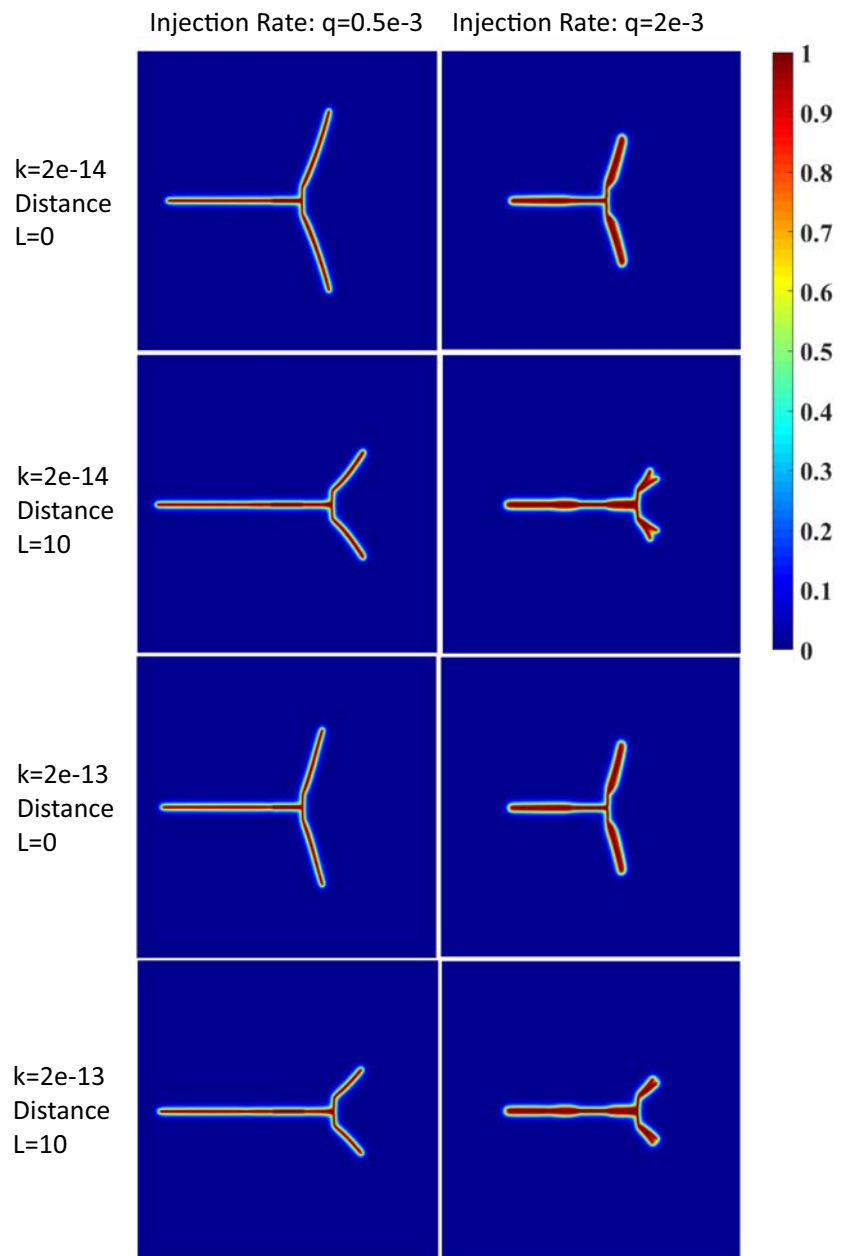 Injection Rate: q=0.5e-3 Injection Rate: q=2e-3
k=2e-14
Distance
L=0
k=2e-14
Distance
L=10
k=2e-13
Distance
L=0
k=2e-13
Distance
L=10
1
0.9
0.8
0.7
0.6
0.5
0.4
0.3
0.2
0.1
0